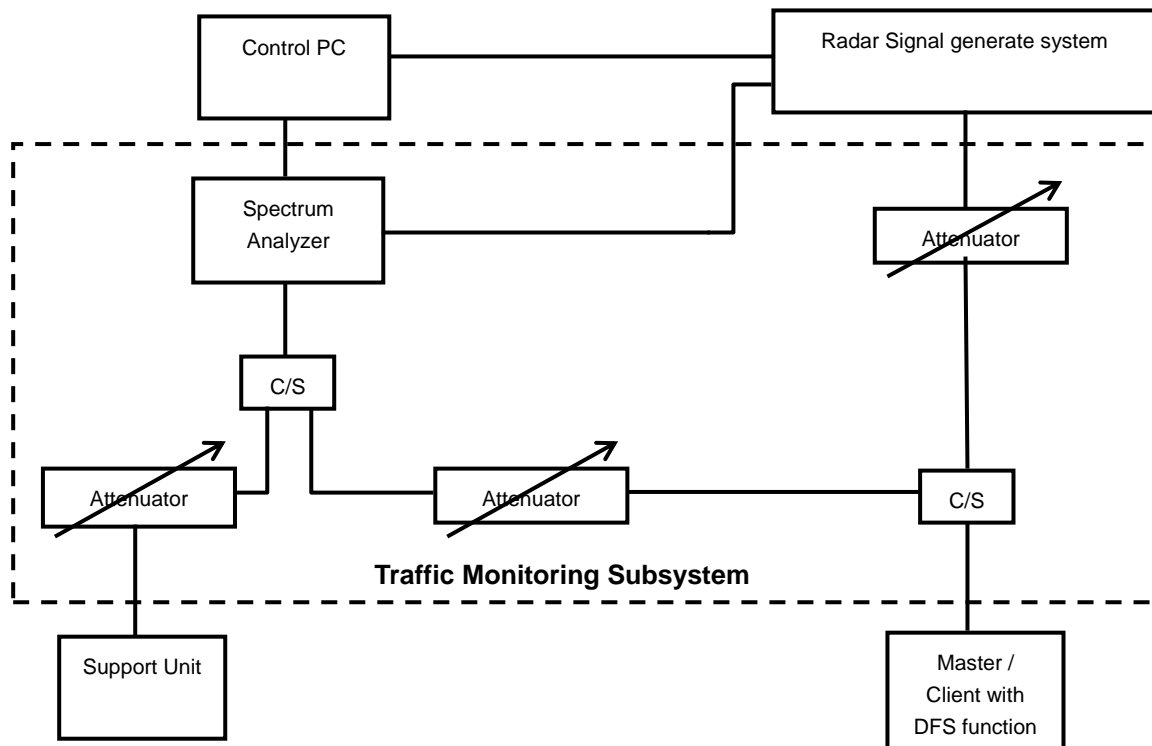 Control PC
Radar Signal generate system
Spectrum
Analyzer
Attenuator
C/S
Attenuator
Attenuator
C/S
Traffic Monitoring Subsystem
Support Unit
Master /
Client with
DFS function